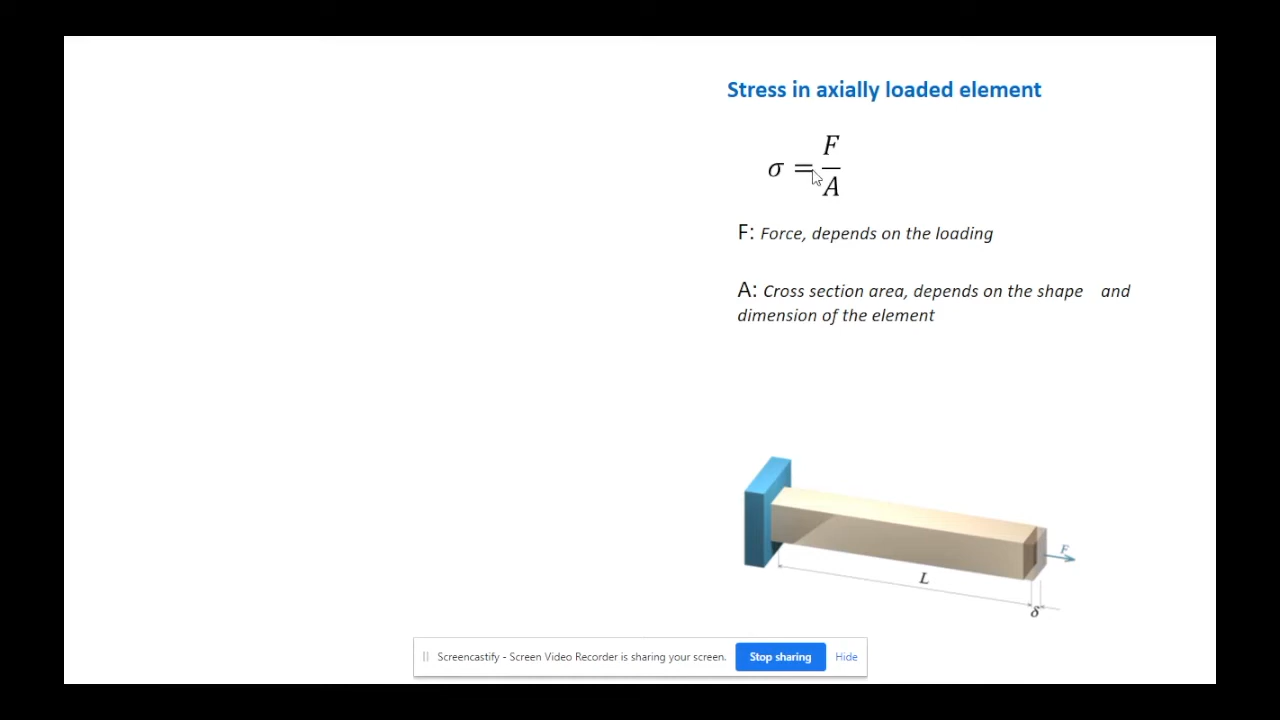 Stress in axially loaded element
σ = F/A
F: Force, depends on the loading
A: Cross section area, depends on the shape and
dimension of the element
F
L
δ
Screencastify - Screen Video Recorder is sharing your screen. Stop sharing Hide